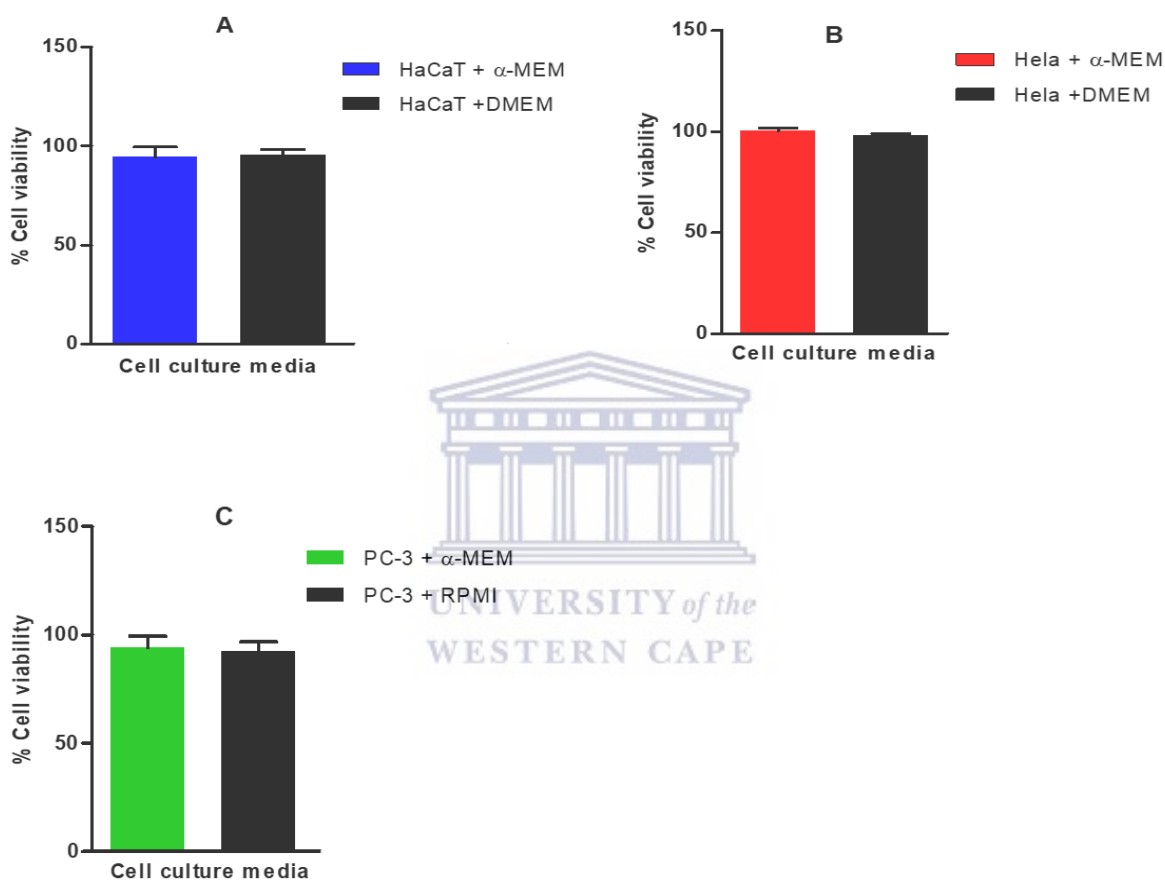 A
150
100
50
0
% Cell viability
HaCaT + α-MEM
HaCaT +DMEM
Cell culture media
B
150
100
50
0
% Cell viability
Hela + α-MEM
Hela +DMEM
Cell culture media
C
150
100
50
0
% Cell viability
PC-3 + α-MEM
PC-3 + RPMI
Cell culture media
UNIVERSITY of the
WESTERN CAPE